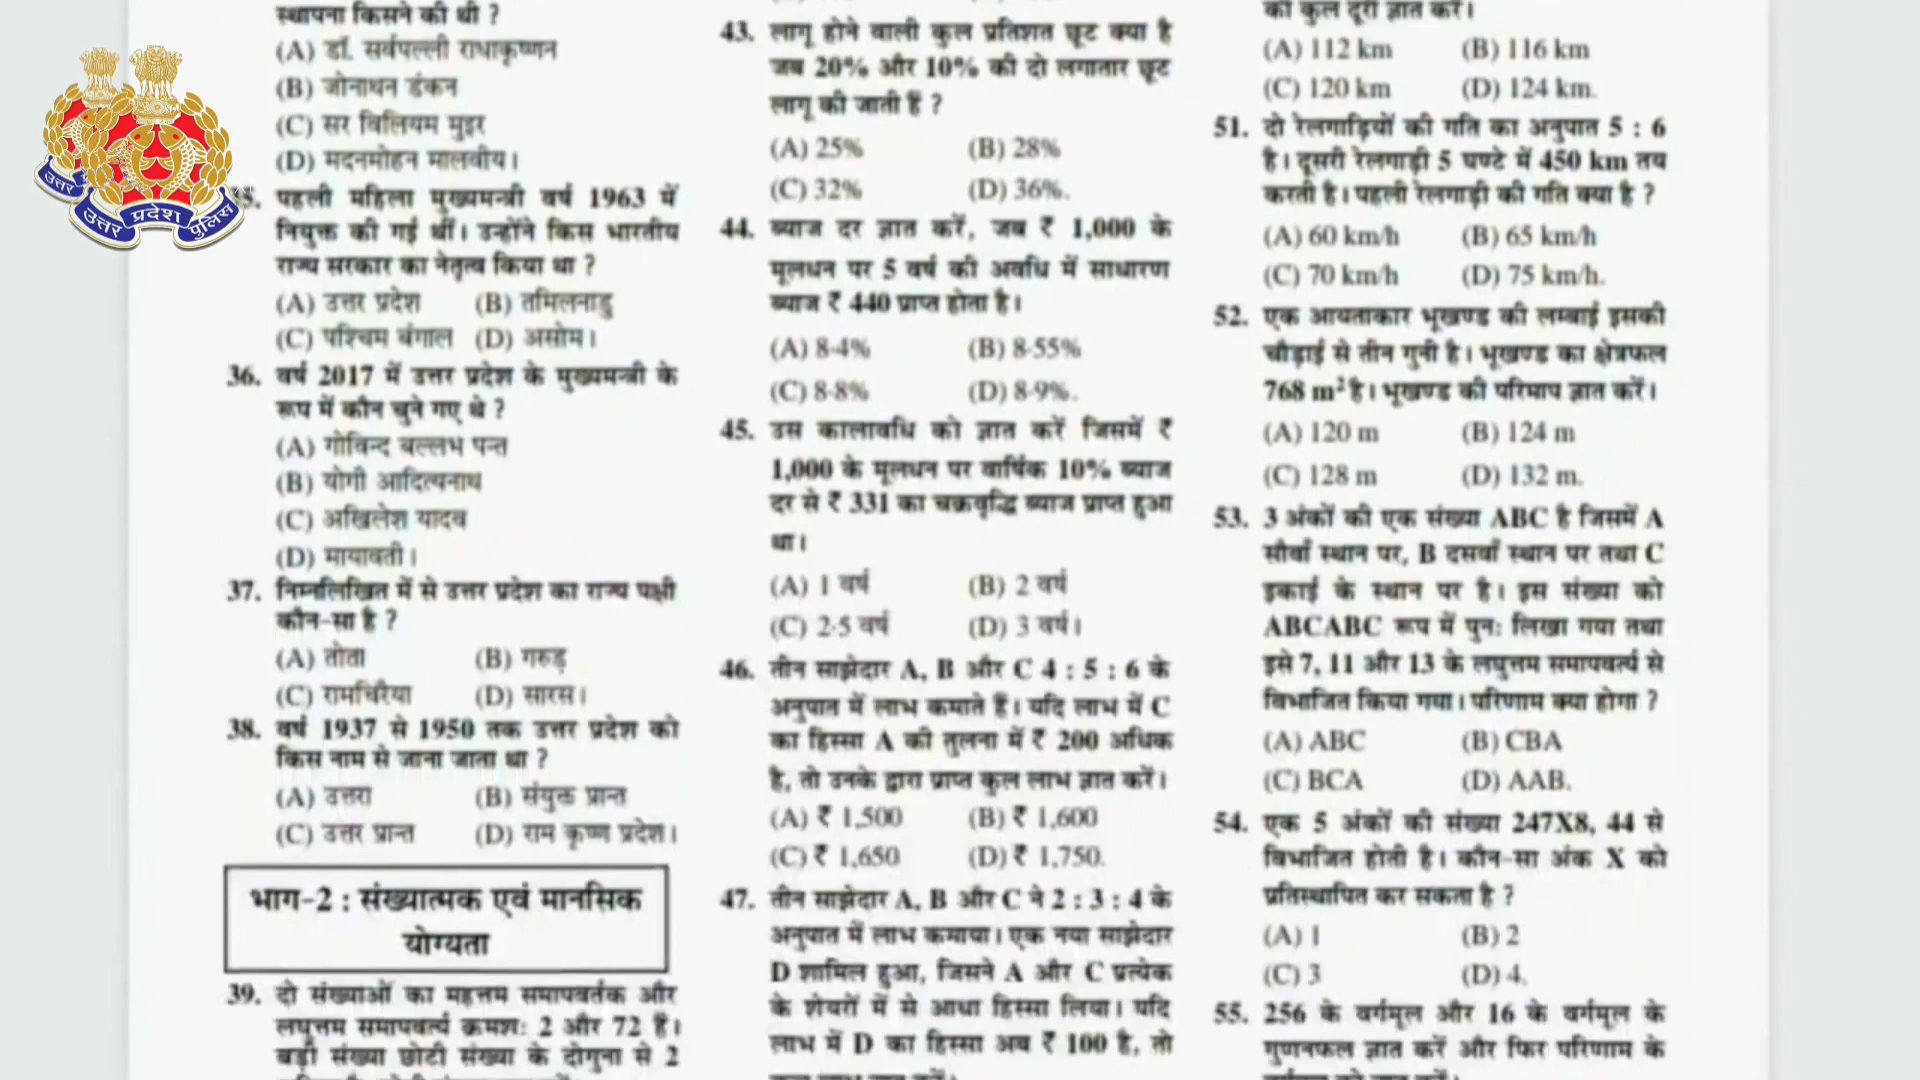 स्थापना किसने की थी ?
(A) डॉ. सर्वपल्ली राधाकृष्णन
(B) जोनाथन डंकन
(C) सर विलियम मुइर
(D) मदनमोहन मालवीय।
5. पहली महिला मुख्यमन्त्री वर्ष 1963 में
नियुक्त की गई थीं। उन्होंने किस भारतीय
राज्य सरकार का नेतृत्व किया था ?
(A) उत्तर प्रदेश (B) तमिलनाडु
(C) पश्चिम बंगाल (D) असोम।
36. वर्ष 2017 में उत्तर प्रदेश के मुख्यमन्त्री के
रूप में कौन चुने गए थे ?
(A) गोविन्द बल्लभ पन्त
(B) योगी आदित्यनाथ
(C) अखिलेश यादव
(D) मायावती।
37. निम्नलिखित में से उत्तर प्रदेश का राज्य पक्षी
कौन-सा है ?
(A) तोता (B) गरुड़
(C) रामचिरैया (D) सारस।
38. वर्ष 1937 से 1950 तक उत्तर प्रदेश को
किस नाम से जाना जाता था ?
(A) उत्तरा (B) संयुक्त प्रान्त
(C) उत्तर प्रान्त (D) राम कृष्ण प्रदेश।
भाग-2 : संख्यात्मक एवं मानसिक
योग्यता
39. दो संख्याओं का महत्तम समापवर्तक और
लघुत्तम समापवर्त्य क्रमशः 2 और 72 हैं।
बड़ी संख्या छोटी संख्या के दोगुना से 2
43. लागू होने वाली कुल प्रतिशत छूट क्या है
जब 20% और 10% की दो लगातार छूट
लागू की जाती हैं ?
(A) 25% (B) 28%
(C) 32% (D) 36%.
44. ब्याज दर ज्ञात करें, जब ₹ 1,000 के
मूलधन पर 5 वर्ष की अवधि में साधारण
ब्याज ₹ 440 प्राप्त होता है।
(A) 8·4% (B) 8·55%
(C) 8·8% (D) 8·9%.
45. उस कालावधि को ज्ञात करें जिसमें ₹
1,000 के मूलधन पर वार्षिक 10% ब्याज
दर से ₹ 331 का चक्रवृद्धि ब्याज प्राप्त हुआ
था।
(A) 1 वर्ष (B) 2 वर्ष
(C) 2·5 वर्ष (D) 3 वर्ष।
46. तीन साझेदार A, B और C 4 : 5 : 6 के
अनुपात में लाभ कमाते हैं। यदि लाभ में C
का हिस्सा A की तुलना में ₹ 200 अधिक
है, तो उनके द्वारा प्राप्त कुल लाभ ज्ञात करें।
(A) ₹ 1,500 (B) ₹ 1,600
(C) ₹ 1,650 (D) ₹ 1,750.
47. तीन साझेदार A, B और C ने 2 : 3 : 4 के
अनुपात में लाभ कमाया। एक नया साझेदार
D शामिल हुआ, जिसने A और C प्रत्येक
के शेयरों में से आधा हिस्सा लिया। यदि
लाभ में D का हिस्सा अब ₹ 100 है, तो
की कुल दूरी ज्ञात करें।
(A) 112 km (B) 116 km
(C) 120 km (D) 124 km.
51. दो रेलगाड़ियों की गति का अनुपात 5 : 6
है। दूसरी रेलगाड़ी 5 घण्टे में 450 km तय
करती है। पहली रेलगाड़ी की गति क्या है ?
(A) 60 km/h (B) 65 km/h
(C) 70 km/h (D) 75 km/h.
52. एक आयताकार भूखण्ड की लम्बाई इसकी
चौड़ाई से तीन गुनी है। भूखण्ड का क्षेत्रफल
768 m² है। भूखण्ड की परिमाप ज्ञात करें।
(A) 120 m (B) 124 m
(C) 128 m (D) 132 m.
53. 3 अंकों की एक संख्या ABC है जिसमें A
सौवाँ स्थान पर, B दसवाँ स्थान पर तथा C
इकाई के स्थान पर है। इस संख्या को
ABCABC रूप में पुनः लिखा गया तथा
इसे 7, 11 और 13 के लघुत्तम समापवर्त्य से
विभाजित किया गया। परिणाम क्या होगा ?
(A) ABC (B) CBA
(C) BCA (D) AAB.
54. एक 5 अंकों की संख्या 247X8, 44 से
विभाजित होती है। कौन-सा अंक X को
प्रतिस्थापित कर सकता है ?
(A) 1 (B) 2
(C) 3 (D) 4.
55. 256 के वर्गमूल और 16 के वर्गमूल के
गुणनफल ज्ञात करें और फिर परिणाम के
उत्तर
उत्तर प्रदेश पुलिस